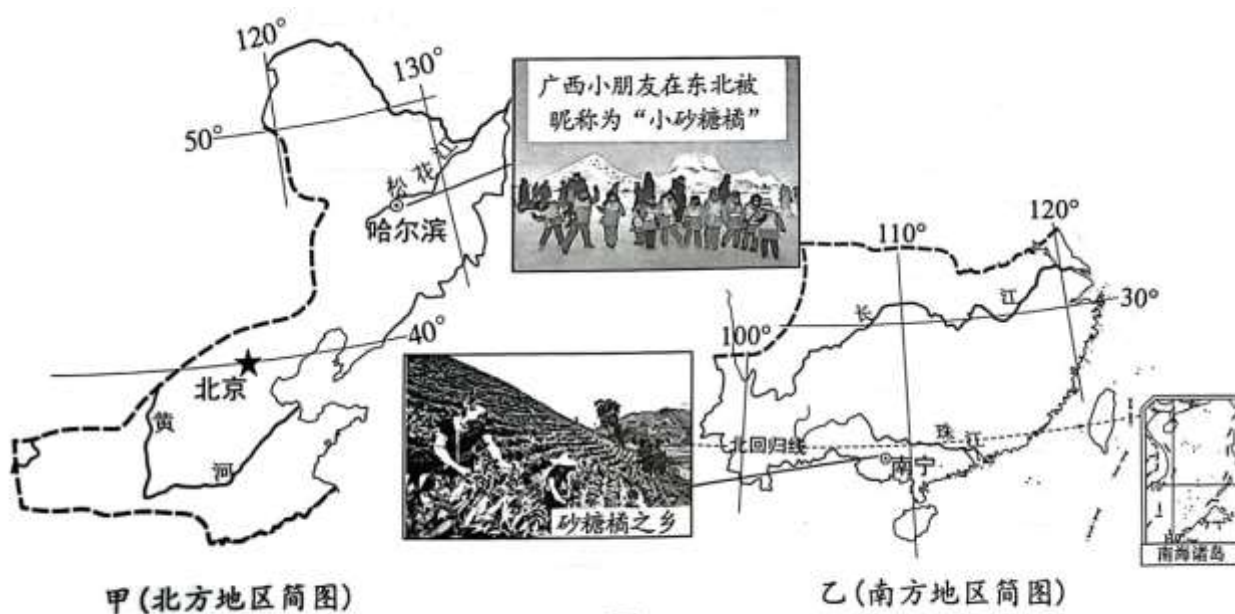 120°
130°
50°
松花江
哈尔滨
40°
北京
黄
河
甲(北方地区简图)
广西小朋友在东北被
昵称为“小砂糖橘”
110°
120°
长
江
30°
100°
北回归线
珠
江
南宁
砂糖橘之乡
南海诸岛
乙(南方地区简图)